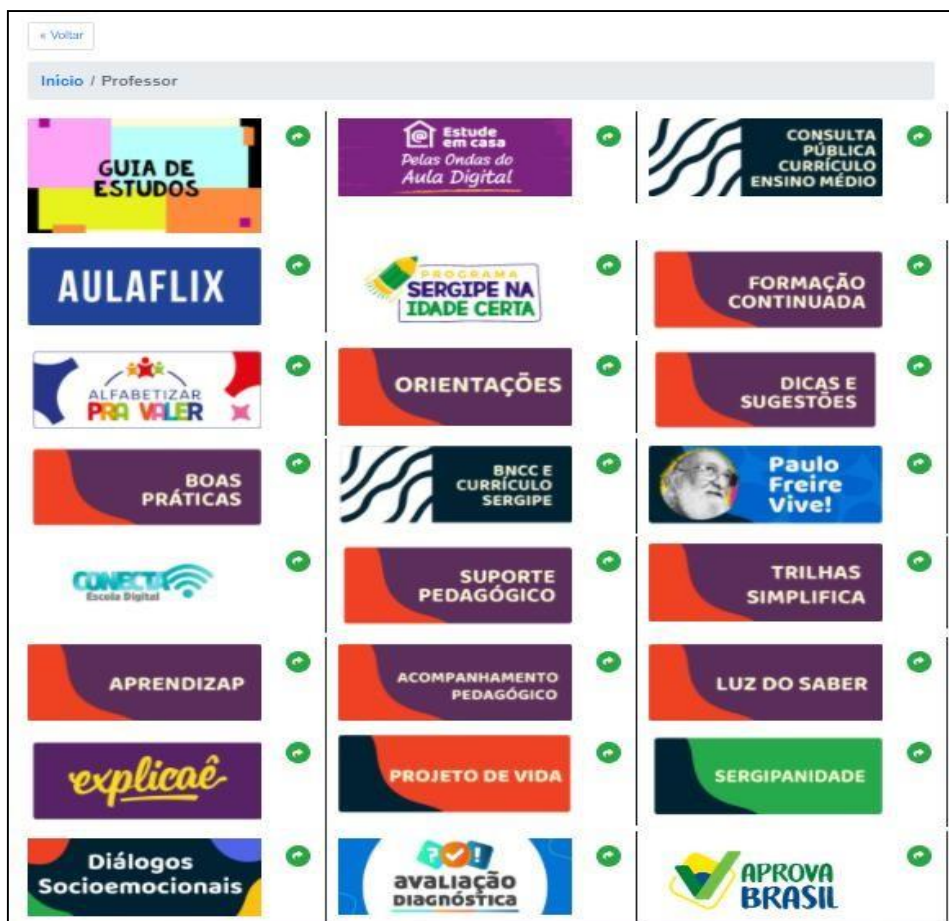 « Voltar
Início / Professor
GUIA DE
ESTUDOS
@ Estude
em casa
Pelas Ondas do
Aula Digital
CONSULTA
PÚBLICA
CURRÍCULO
ENSINO MÉDIO
AULAFLIX
PROGRAMA
SERGIPE NA
IDADE CERTA
FORMAÇÃO
CONTINUADA
ALFABETIZAR
PRA VALER
ORIENTAÇÕES
DICAS E
SUGESTÕES
BOAS
PRÁTICAS
BNCC E
CURRÍCULO
SERGIPE
Paulo
Freire
Vive!
CONECTA
Escola Digital
SUPORTE
PEDAGÓGICO
TRILHAS
SIMPLIFICA
APRENDIZAP
ACOMPANHAMENTO
PEDAGÓGICO
LUZ DO SABER
explicaê
PROJETO DE VIDA
SERGIPANIDADE
Diálogos
Socioemocionais
?!
avaliação
DIAGNÓSTICA
APROVA
BRASIL